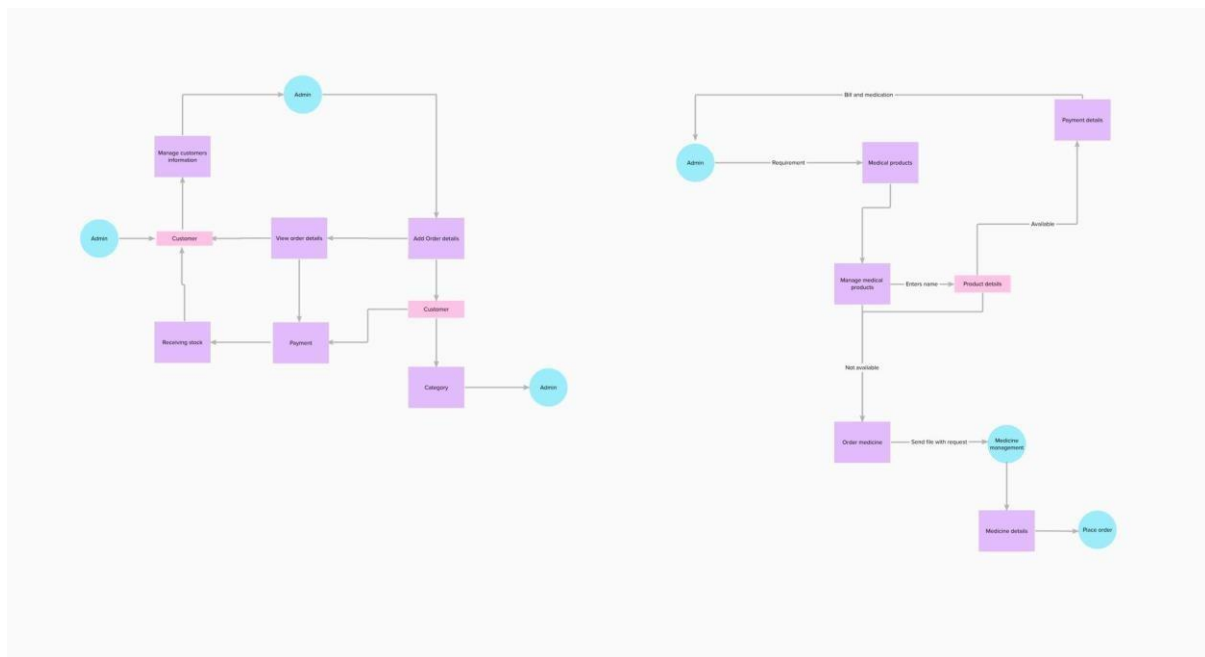 Admin
Manage customers
information
Admin
Customer
View order details
Add Order details
Customer
Receiving stock
Payment
Category
Admin
Bill and medication
Payment details
Admin
Requirement
Medical products
Available
Manage medical
products
Enters name
Product details
Not available
Order medicine
Send file with request
Medicine
management
Medicine details
Place order